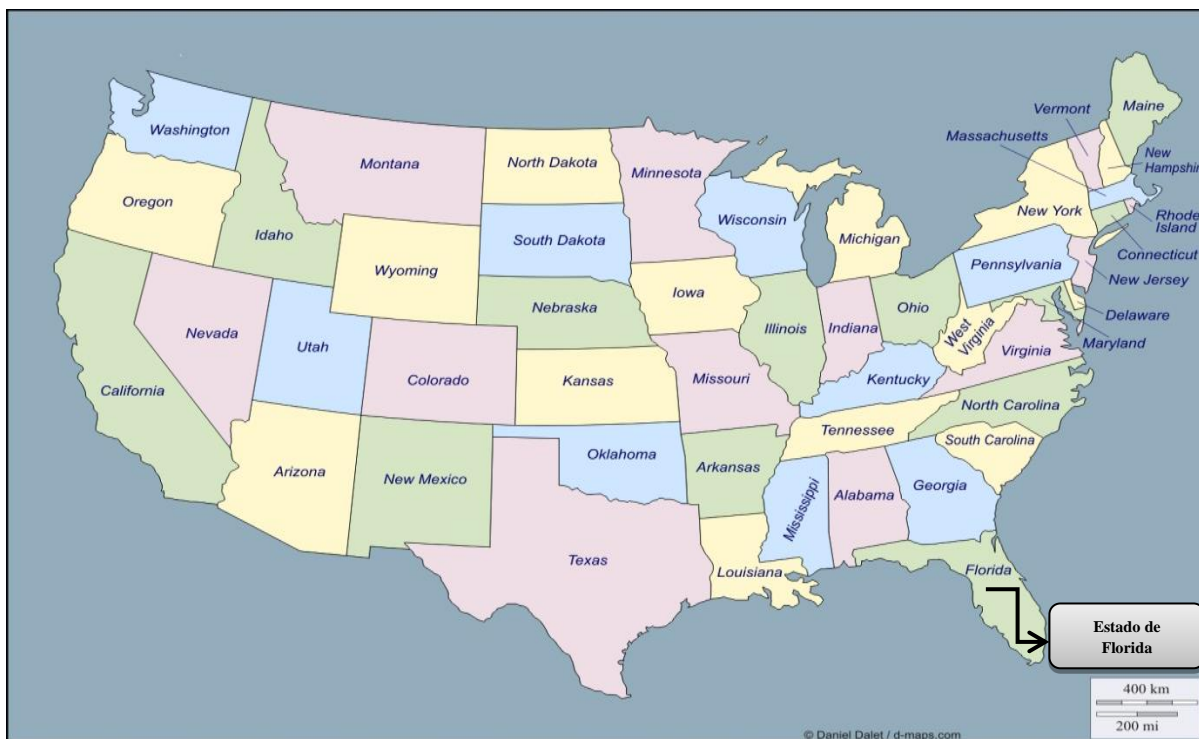 Washington
Oregon
California
Nevada
Idaho
Montana
Wyoming
Utah
Arizona
Colorado
New Mexico
North Dakota
South Dakota
Nebraska
Kansas
Oklahoma
Texas
Minnesota
Iowa
Missouri
Arkansas
Louisiana
Wisconsin
Illinois
Michigan
Indiana
Ohio
Kentucky
Tennessee
Mississippi
Alabama
Georgia
Florida
South Carolina
North Carolina
Virginia
West
Virginia
Pennsylvania
New York
Vermont
Massachusetts
Maine
New
Hampshir
Rhode
Island
Connecticut
New Jersey
Delaware
Maryland
Estado de
Florida
400 km
200 mi
© Daniel Dalet / d-maps.com